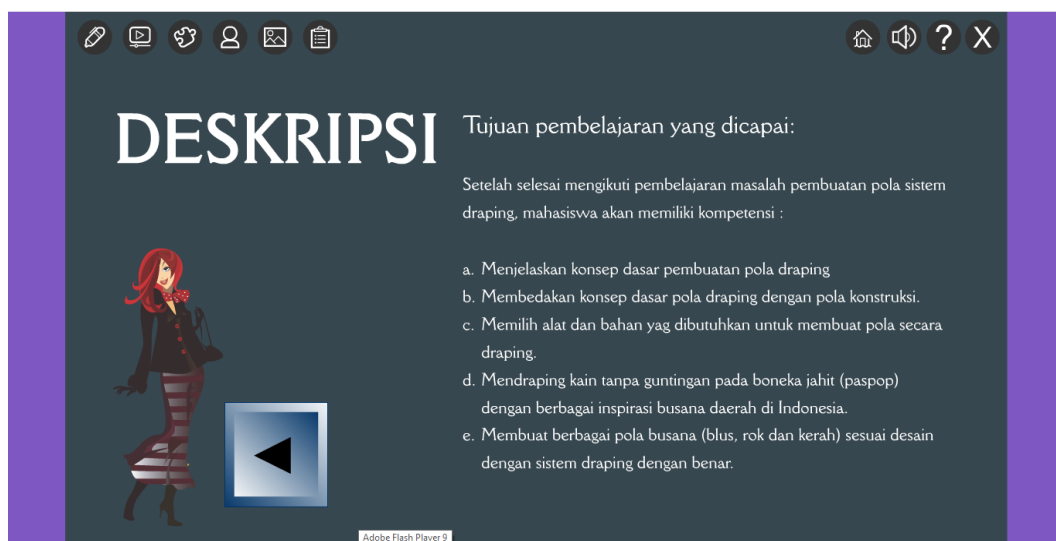 ? X
DESKRIPSI
Tujuan pembelajaran yang dicapai:
Setelah selesai mengikuti pembelajaran masalah pembuatan pola sistem
draping, mahasiswa akan memiliki kompetensi :
a. Menjelaskan konsep dasar pembuatan pola draping
b. Membedakan konsep dasar pola draping dengan pola konstruksi.
c. Memilih alat dan bahan yag dibutuhkan untuk membuat pola secara
draping.
d. Mendraping kain tanpa guntingan pada boneka jahit (paspop)
dengan berbagai inspirasi busana daerah di Indonesia.
e. Membuat berbagai pola busana (blus, rok dan kerah) sesuai desain
dengan sistem draping dengan benar.
Adobe Flash Player 9